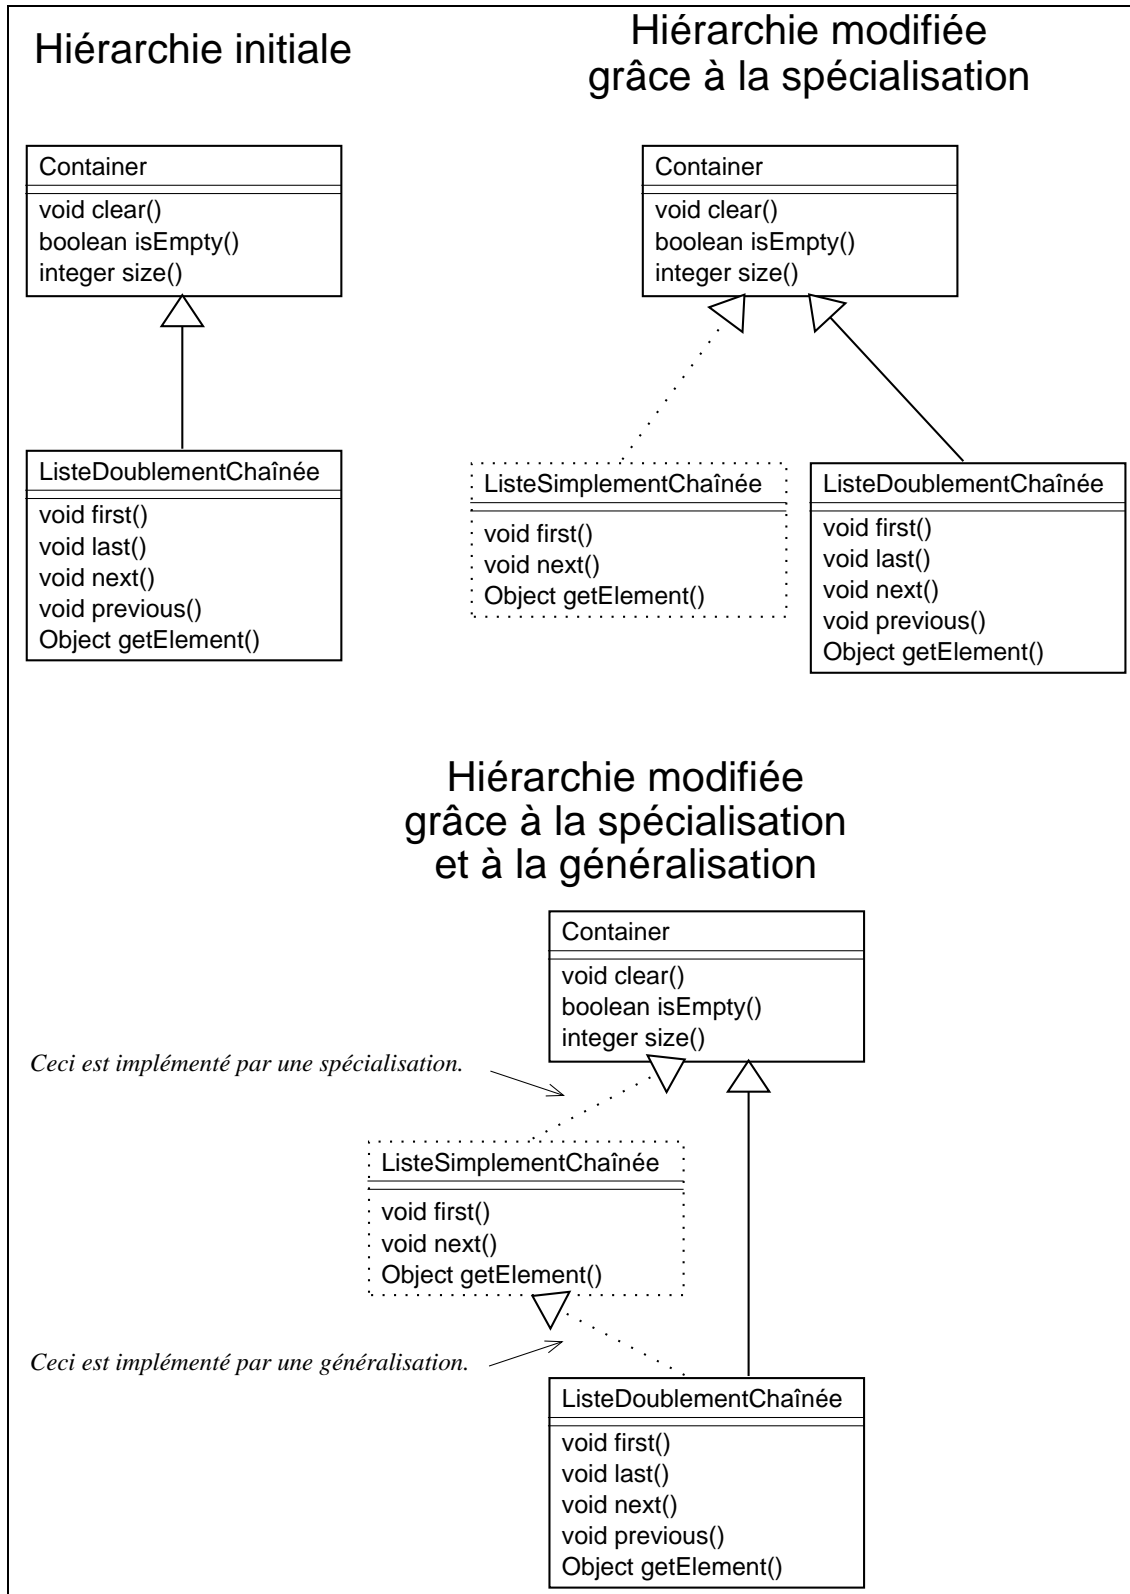 Hiérarchie initiale
Container
void clear()
boolean isEmpty()
integer size()
ListeDoublementChaînée
void first()
void last()
void next()
void previous()
Object getElement()
Hiérarchie modifiée
grâce à la spécialisation
Container
void clear()
boolean isEmpty()
integer size()
ListeSimplementChaînée
void first()
void next()
Object getElement()
ListeDoublementChaînée
void first()
void last()
void next()
void previous()
Object getElement()
Hiérarchie modifiée
grâce à la spécialisation
et à la généralisation
Container
void clear()
boolean isEmpty()
integer size()
Ceci est implémenté par une spécialisation.
ListeSimplementChaînée
void first()
void next()
Object getElement()
Ceci est implémenté par une généralisation.
ListeDoublementChaînée
void first()
void last()
void next()
void previous()
Object getElement()